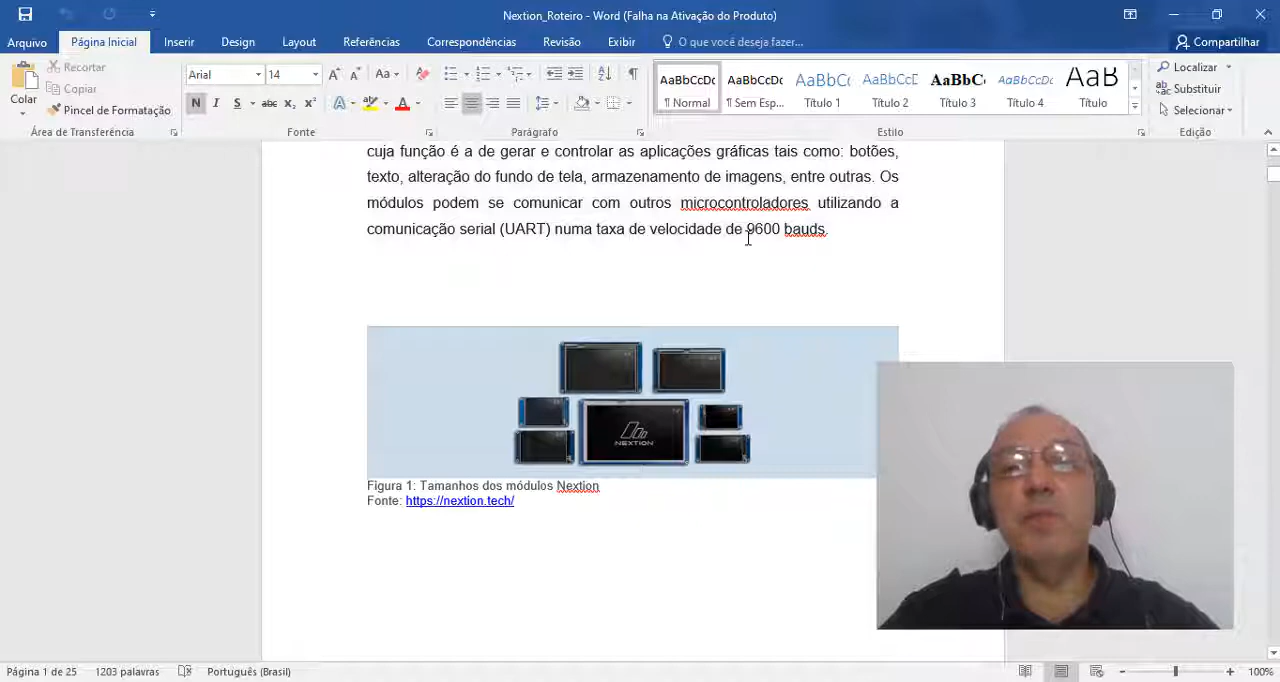 Nextion_Roteiro - Word (Falha na Ativação do Produto)
Arquivo Página Inicial Inserir Design Layout Referências Correspondências Revisão Exibir O que você deseja fazer... Compartilhar
Colar
Recortar
Copiar
Pincel de Formatação
Área de Transferência
Arial 14
N I S abc x₂ x²
Fonte
Parágrafo
AaBbCcDc AaBbCcDc AaBbC( AaBbCcD AaBbC AaBbCcDc AaB
¶ Normal ¶ Sem Esp... Título 1 Título 2 Título 3 Título 4 Título
Estilo
Localizar
Substituir
Selecionar
Edição
cuja função é a de gerar e controlar as aplicações gráficas tais como: botões,
texto, alteração do fundo de tela, armazenamento de imagens, entre outras. Os
módulos podem se comunicar com outros microcontroladores utilizando a
comunicação serial (UART) numa taxa de velocidade de 9600 bauds.
NEXTION
Figura 1: Tamanhos dos módulos Nextion
Fonte: https://nextion.tech/
Página 1 de 25 1203 palavras Português (Brasil) 100%